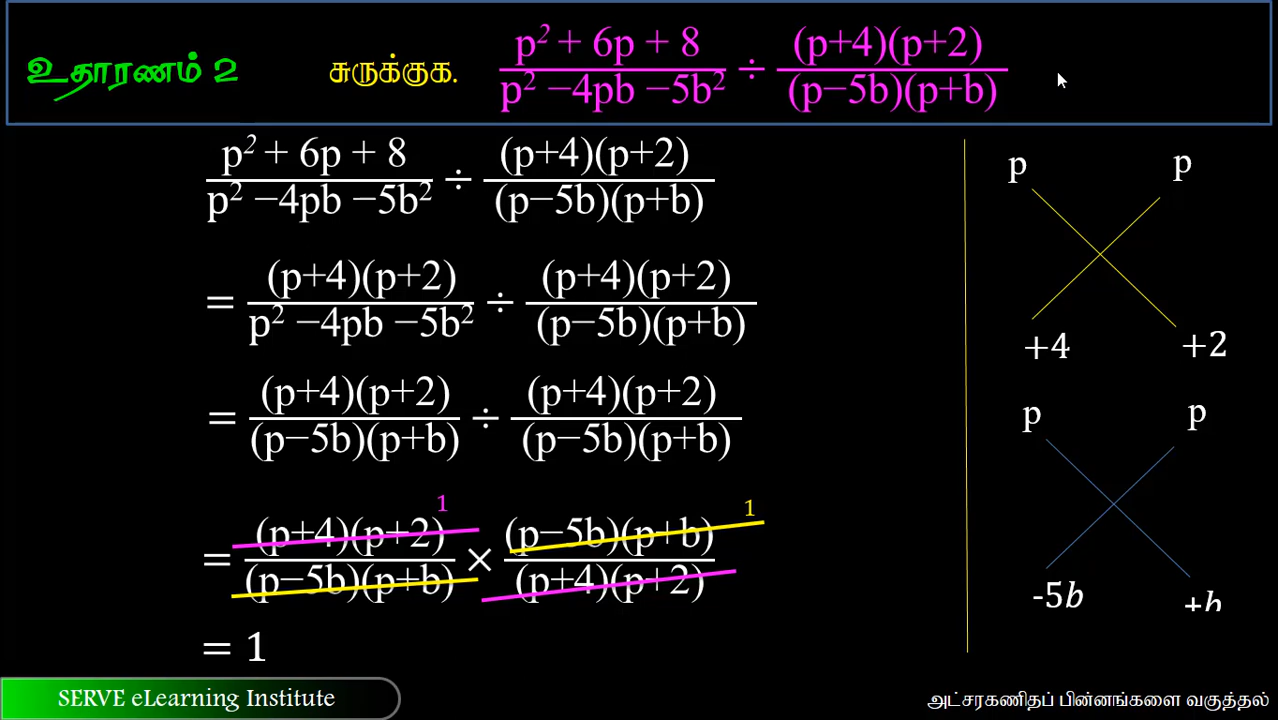 உதாரணம் 2 சுருக்குக. p² + 6p + 8 / p² −4pb −5b² ÷ (p+4)(p+2) / (p−5b)(p+b)
p² + 6p + 8 / p² −4pb −5b² ÷ (p+4)(p+2) / (p−5b)(p+b)
= (p+4)(p+2) / p² −4pb −5b² ÷ (p+4)(p+2) / (p−5b)(p+b)
= (p+4)(p+2) / (p−5b)(p+b) ÷ (p+4)(p+2) / (p−5b)(p+b)
1 1
= (p+4)(p+2) / (p−5b)(p+b) × (p−5b)(p+b) / (p+4)(p+2)
= 1
p p
+4 +2
p p
-5b +b
SERVE eLearning Institute
அட்சரகணிதப் பின்னங்களை வகுத்தல்